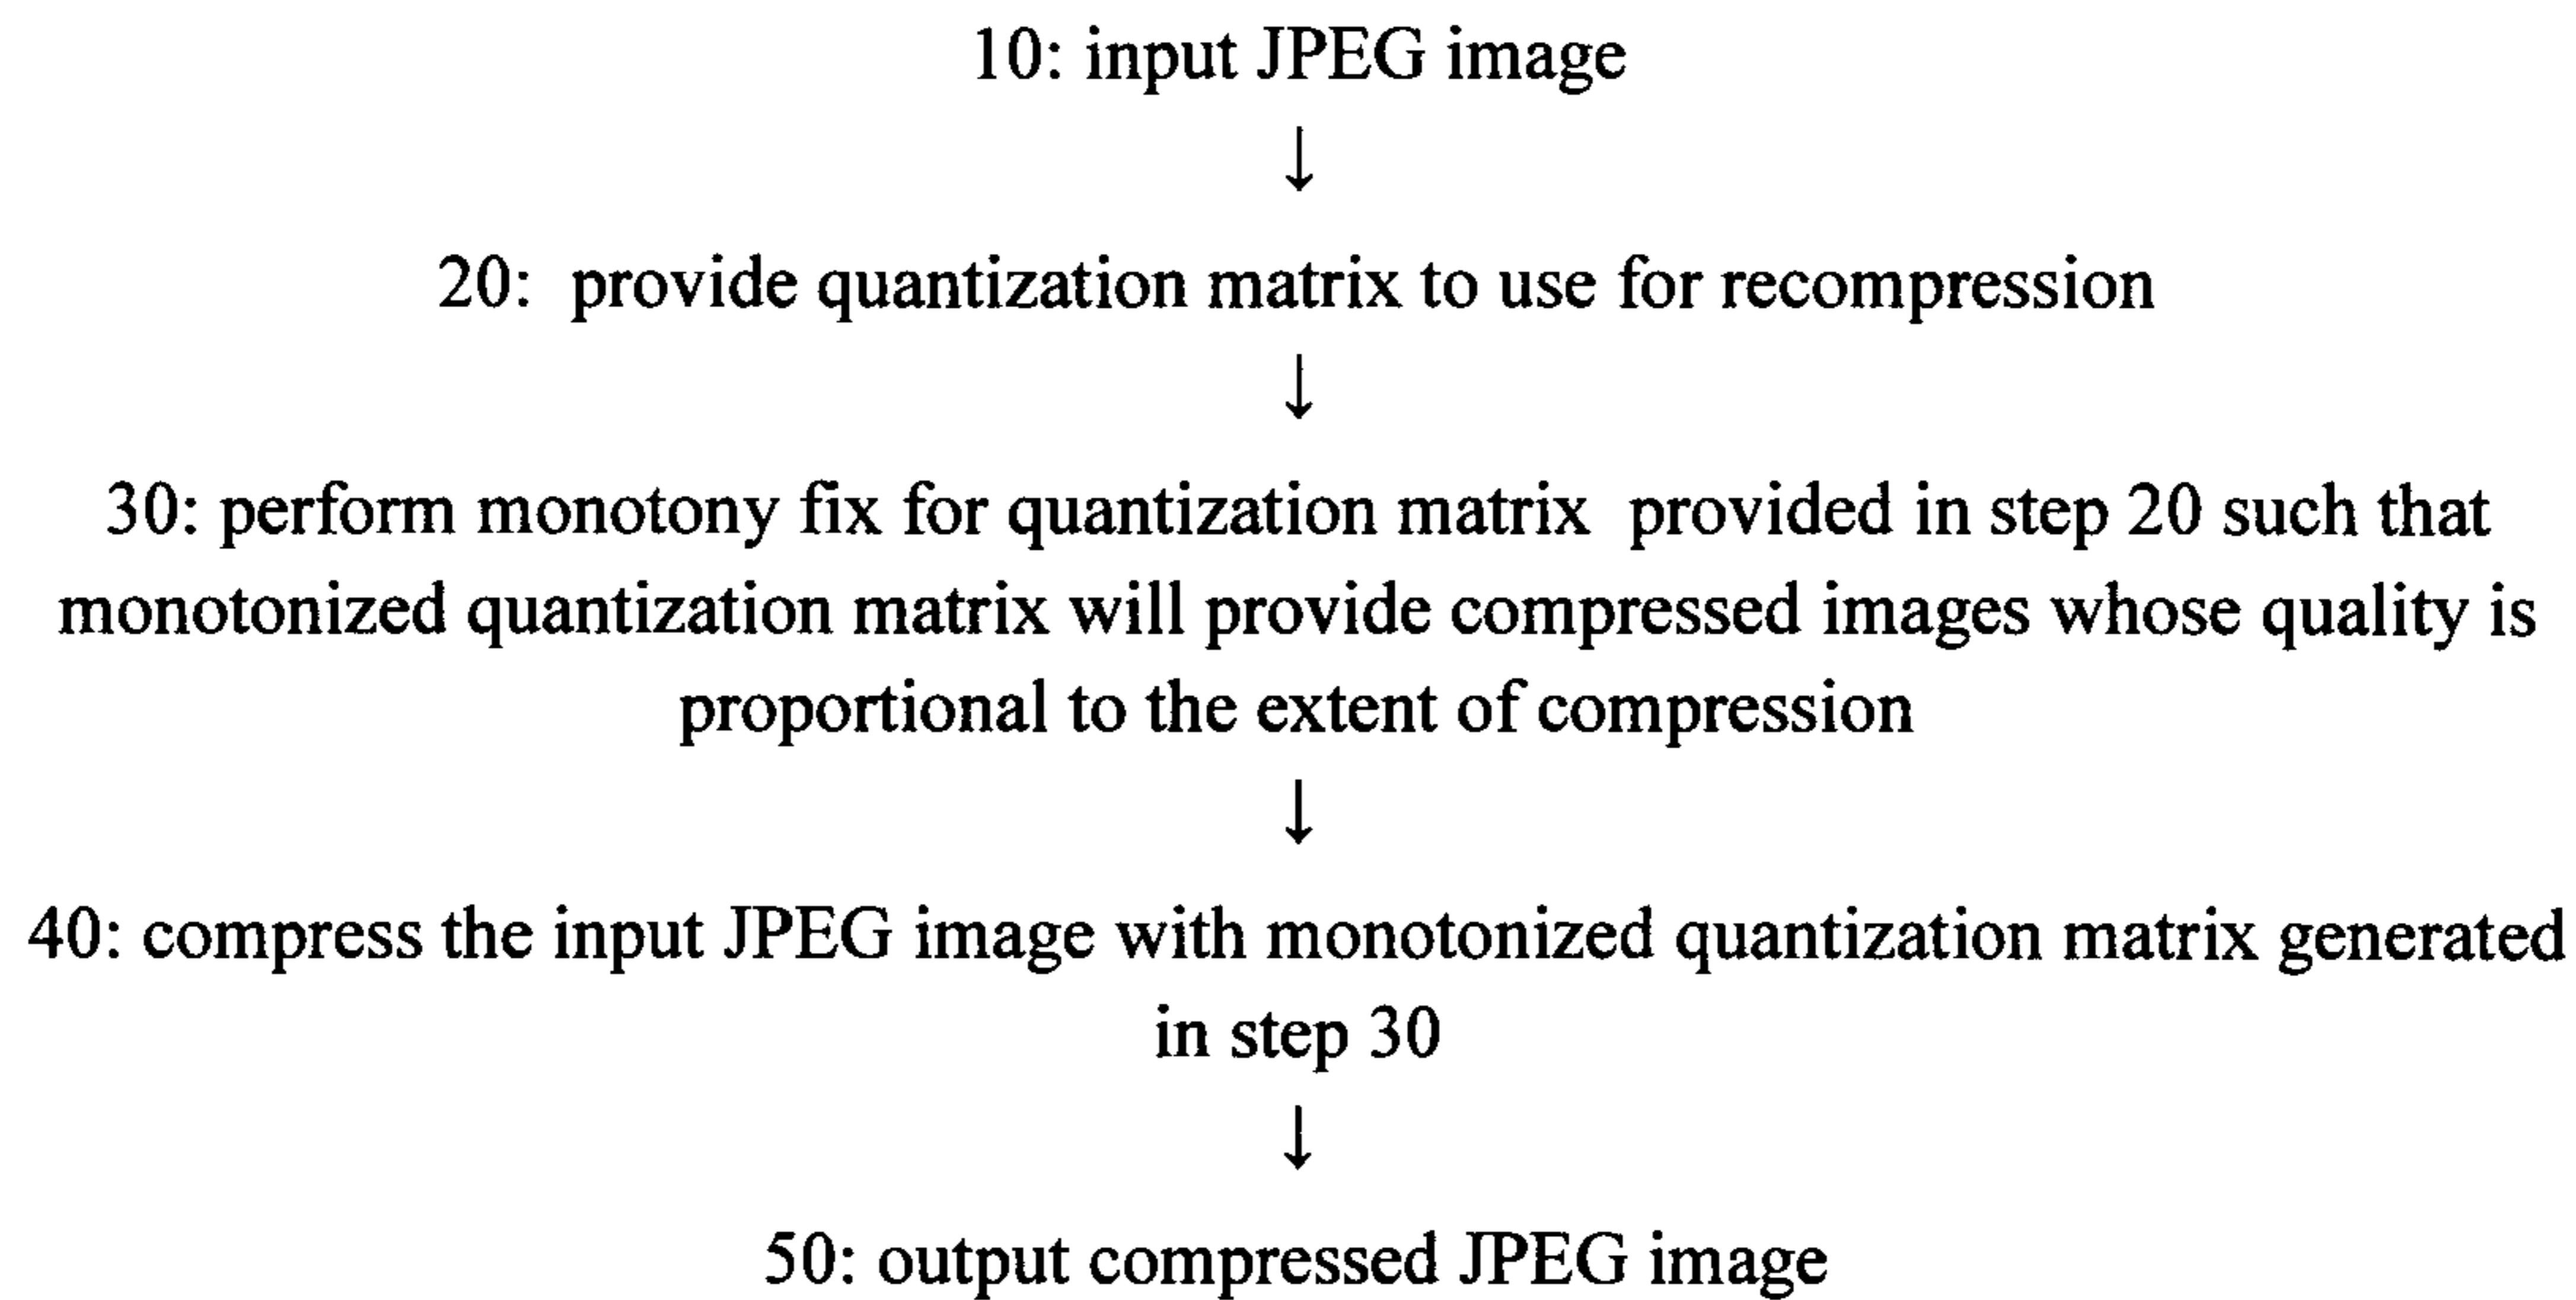 10: input JPEG image
↓
20: provide quantization matrix to use for recompression
↓
30: perform monotony fix for quantization matrix provided in step 20 such that
monotonized quantization matrix will provide compressed images whose quality is
proportional to the extent of compression
↓
40: compress the input JPEG image with monotonized quantization matrix generated
in step 30
↓
50: output compressed JPEG image